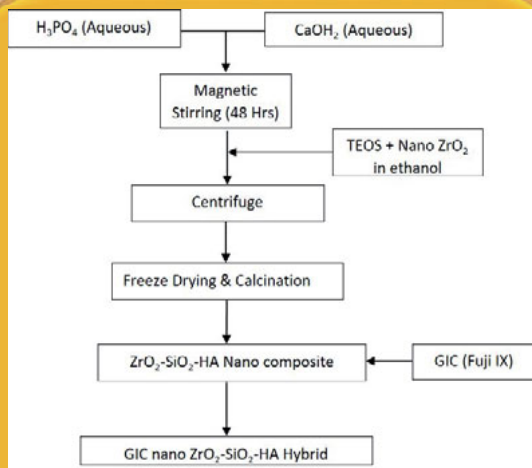 H₃PO₄ (Aqueous)
CaOH₂ (Aqueous)
Magnetic
Stirring (48 Hrs)
TEOS + Nano ZrO₂
in ethanol
Centrifuge
Freeze Drying & Calcination
ZrO₂-SiO₂-HA Nano composite
GIC (Fuji IX)
GIC nano ZrO₂-SiO₂-HA Hybrid